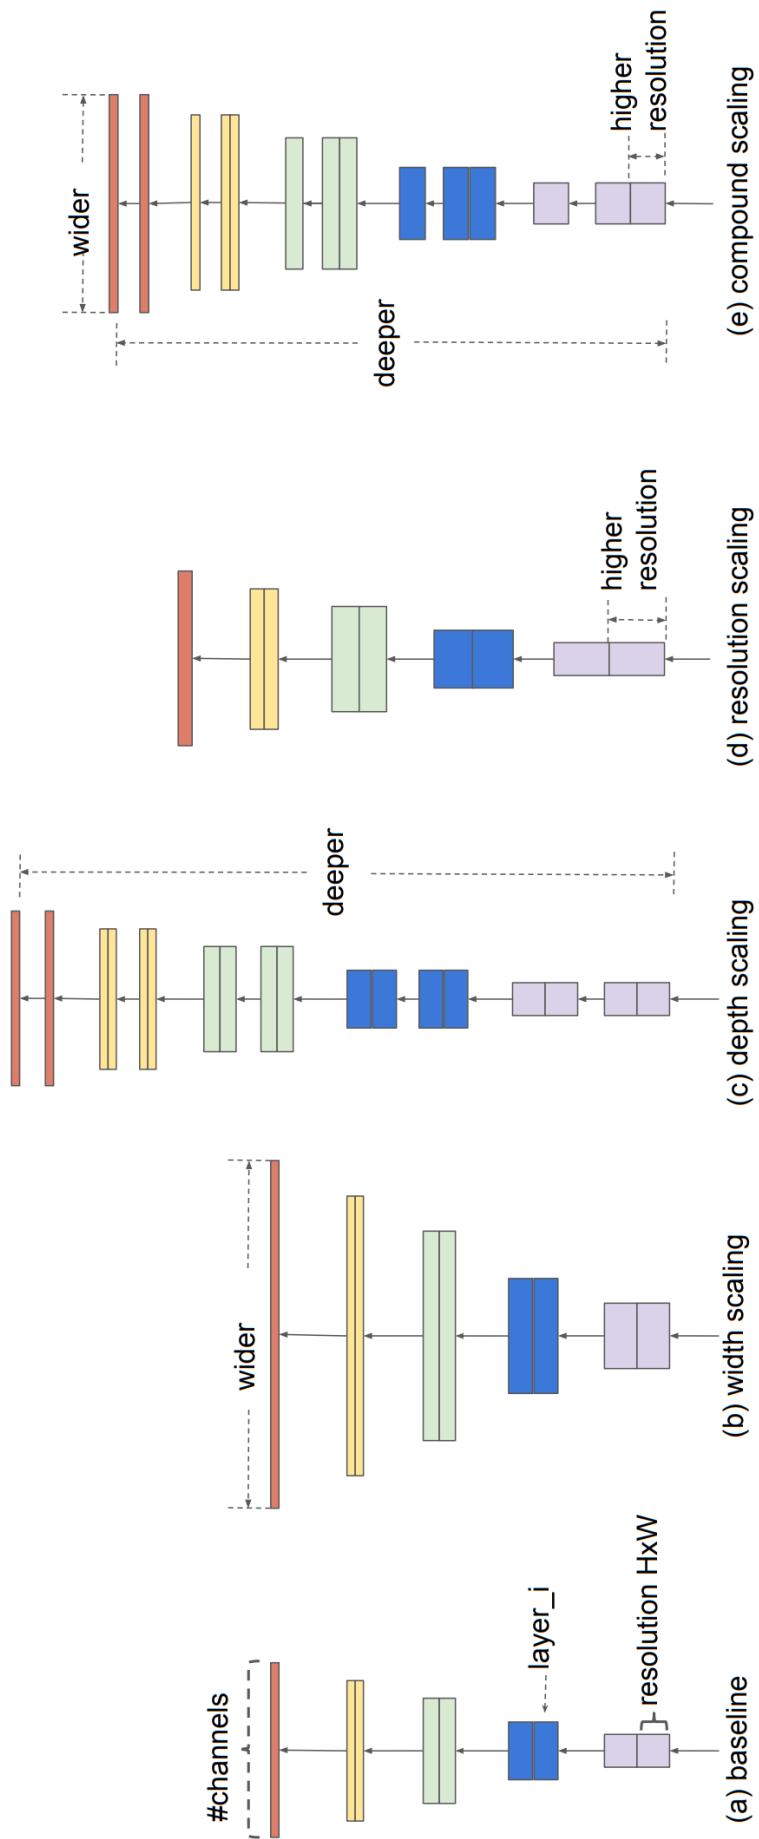 #channels
layer_i
resolution HxW
(a) baseline
wider
(b) width scaling
deeper
(c) depth scaling
higher
resolution
(d) resolution scaling
wider
deeper
higher
resolution
(e) compound scaling